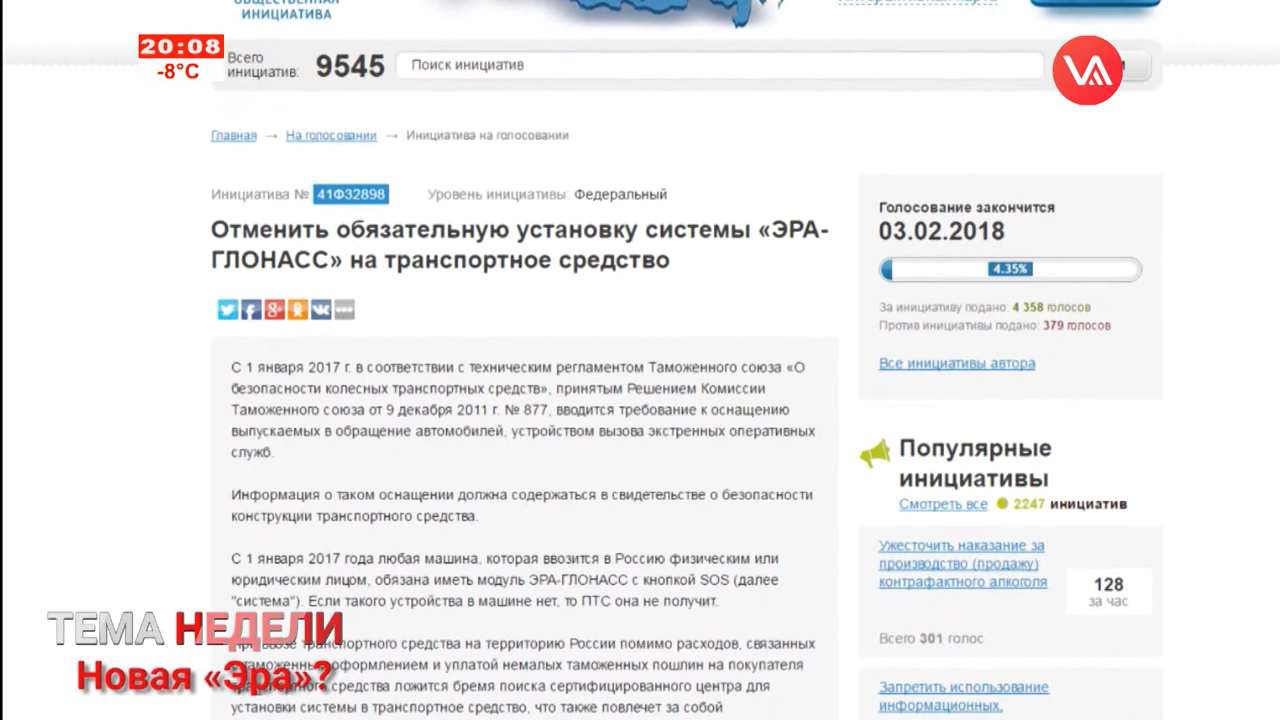 ОБЩЕСТВЕННАЯ
ИНИЦИАТИВА
20:08
-8°C
Всего
инициатив:
9545
Поиск инициатив
VA
Главная → На голосовании → Инициатива на голосовании
Инициатива № 41Ф32898 Уровень инициативы: Федеральный
Отменить обязательную установку системы «ЭРА-
ГЛОНАСС» на транспортное средство
С 1 января 2017 г. в соответствии с техническим регламентом Таможенного союза «О
безопасности колесных транспортных средств», принятым Решением Комиссии
Таможенного союза от 9 декабря 2011 г. № 877, вводится требование к оснащению
выпускаемых в обращение автомобилей, устройством вызова экстренных оперативных
служб.
Информация о таком оснащении должна содержаться в свидетельстве о безопасности
конструкции транспортного средства.
С 1 января 2017 года любая машина, которая ввозится в Россию физическим или
юридическим лицом, обязана иметь модуль ЭРА-ГЛОНАСС с кнопкой SOS (далее
"система"). Если такого устройства в машине нет, то ПТС она не получит.
транспортного средства на территорию России помимо расходов, связанных
оформлением и уплатой немалых таможенных пошлин на покупателя
средства ложится бремя поиска сертифицированного центра для
установки системы в транспортное средство, что также повлечет за собой
Голосование закончится
03.02.2018
4.35%
За инициативу подано: 4 358 голосов
Против инициативы подано: 379 голосов
Все инициативы автора
Популярные
инициативы
Смотреть все 2247 инициатив
Ужесточить наказание за
производство (продажу)
контрафактного алкоголя
128
за час
Всего 301 голос
Запретить использование
информационных,
ТЕМА НЕДЕЛИ
Новая «Эра»?